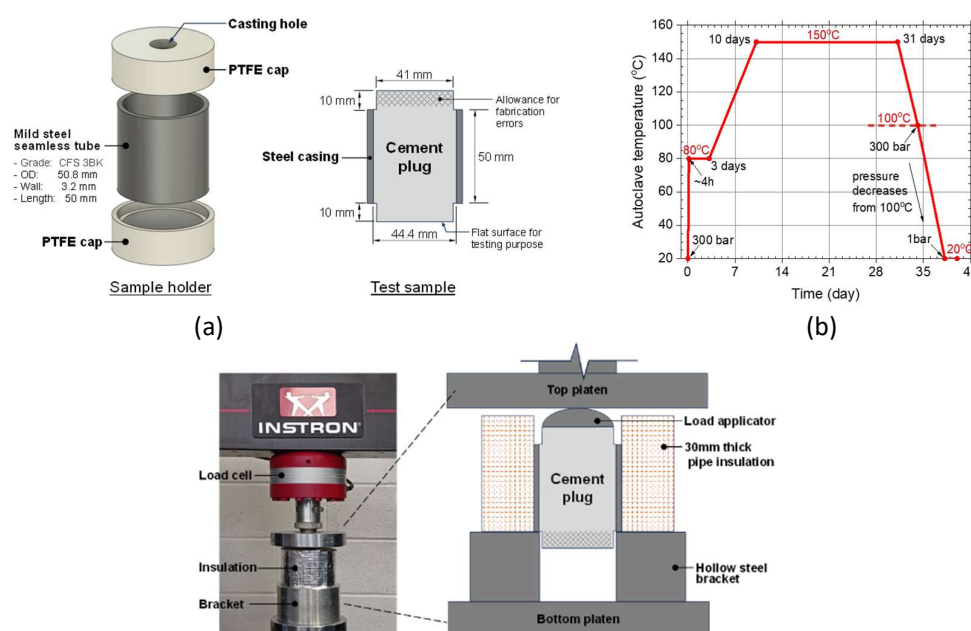 Casting hole
PTFE cap
Mild steel
seamless tube
- Grade: CFS 3BK
- OD: 50.8 mm
- Wall: 3.2 mm
- Length: 50 mm
PTFE cap
Sample holder
41 mm
10 mm
Allowance for
fabrication
errors
Steel casing
Cement
plug
50 mm
10 mm
44.4 mm
Flat surface for
testing purpose
Test sample
(a)
Autoclave temperature (°C)
160
140
120
100
80
60
40
20
10 days
150°C
31 days
100°C
300 bar
80°C
3 days
~4h
pressure
decreases
from 100°C
300 bar
1bar
20°C
0
7
14
21
28
35
4
Time (day)
(b)
INSTRON
Load cell
Insulation
Bracket
Top platen
Load applicator
30mm thick
pipe insulation
Cement
plug
Hollow steel
bracket
Bottom platen